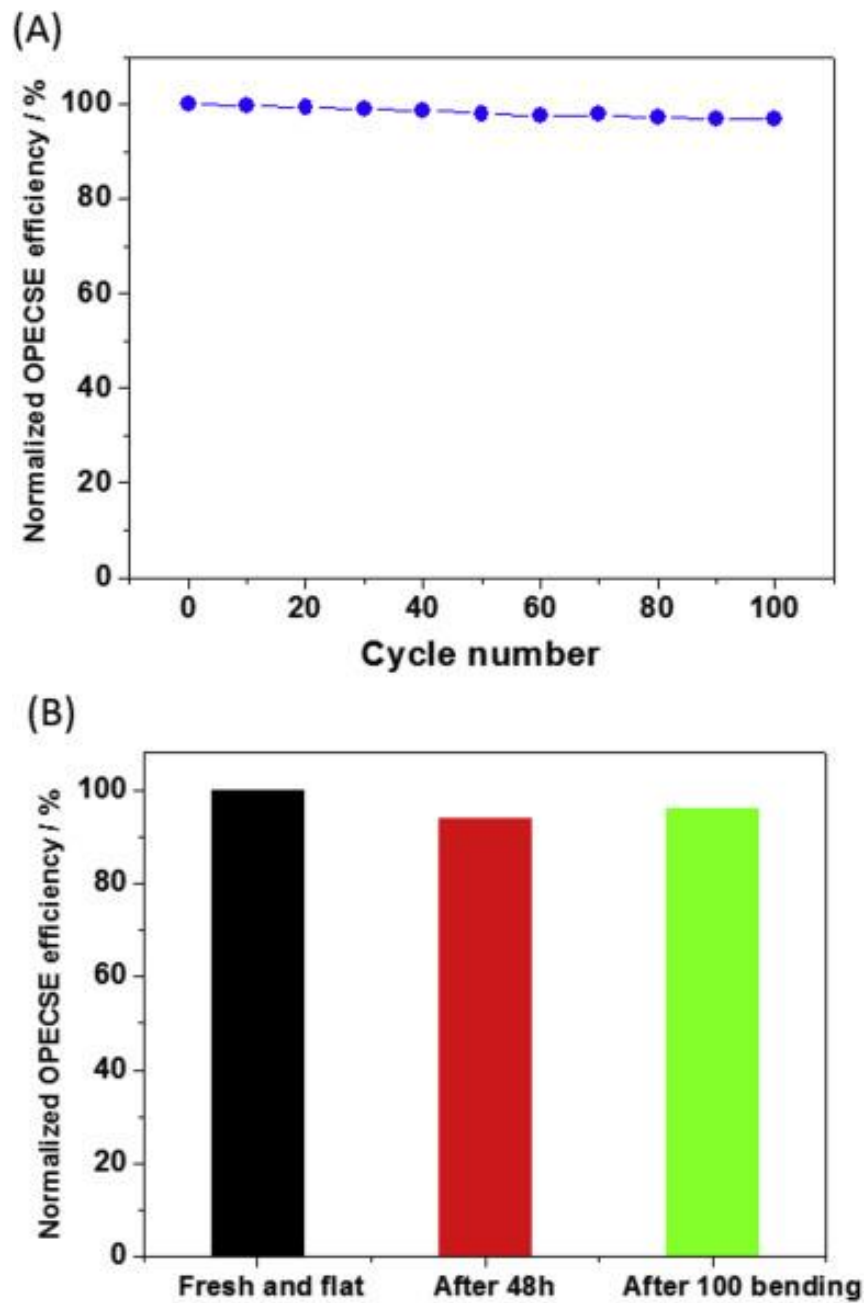 (A)
Normalized OPECSE efficiency / %
100
80
60
40
20
0
0 20 40 60 80 100
Cycle number
(B)
Normalized OPECSE efficiency / %
100
80
60
40
20
0
Fresh and flat After 48h After 100 bending